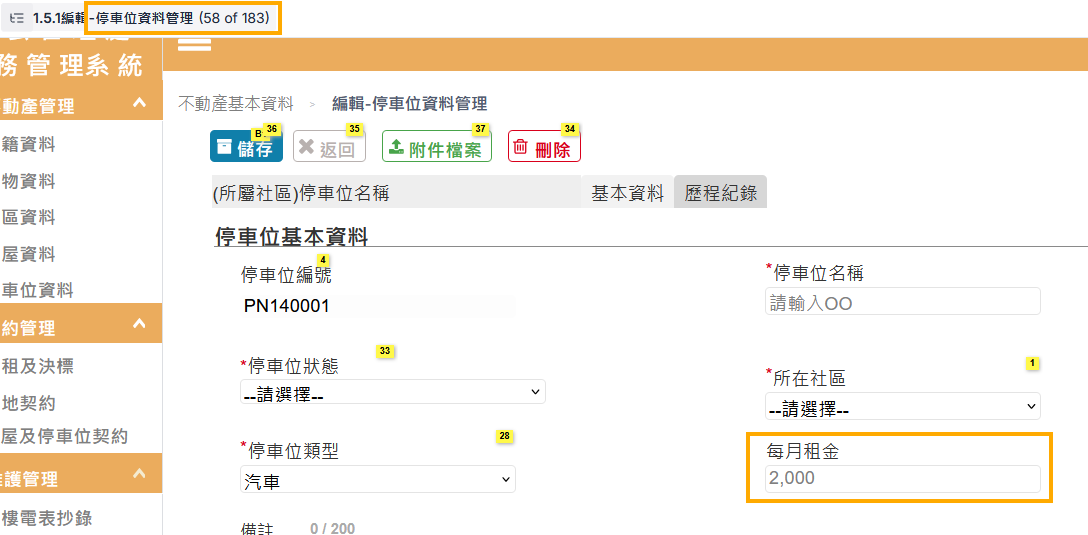 1.5.1編輯-停車位資料管理 (58 of 183)
務管理系統
動產管理
籍資料
物資料
區資料
屋資料
車位資料
約管理
租及決標
地契約
屋及停車位契約
護管理
樓電表抄錄
不動產基本資料 > 編輯-停車位資料管理
B 36 35 37 34
儲存 返回 附件檔案 刪除
(所屬社區)停車位名稱 基本資料 歷程紀錄
停車位基本資料
4
停車位編號 *停車位名稱
PN140001 請輸入OO
33 1
*停車位狀態 *所在社區
--請選擇-- --請選擇--
28
*停車位類型 每月租金
汽車 2,000
備註 0 / 200